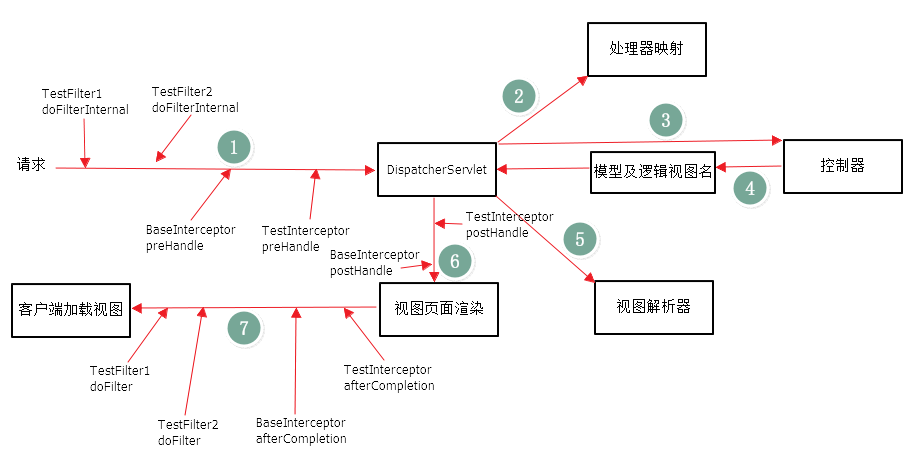 处理器映射
TestFilter1
doFilterInternal
TestFilter2
doFilterInternal
2
3
1
请求
DispatcherServlet
模型及逻辑视图名
控制器
4
BaseInterceptor
preHandle
TestInterceptor
preHandle
TestInterceptor
postHandle
5
BaseInterceptor
postHandle
6
客户端加载视图
视图页面渲染
视图解析器
7
TestFilter1
doFilter
TestInterceptor
afterCompletion
TestFilter2
doFilter
BaseInterceptor
afterCompletion